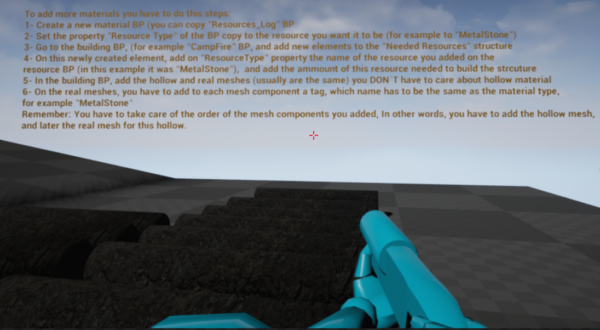 To add more materials you have to do this steps:
1- Create a new material BP (you can copy "Resources_Log" BP
2- Set the property "Resource Type" of the BP copy to the resource you want it to be (for example to "MetalStone")
3- Go to the building BP, (for example "CampFire" BP, and add new elements to the "Needed Resources" structure
4- On this newly created element, add on "ResourceType" property the name of the resource you added on the
resource BP (in this example it was "MetalStone"), and add the ammount of this resource needed to build the strcuture
5- In the building BP, add the hollow and real meshes (usually are the same) you DON´T have to care about hollow material
6- On the real meshes, you have to add to each mesh component a tag, which name has to be the same as the material type,
for example "MetalStone"
Remember: You have to take care of the order of the mesh components you added, In other words, you have to add the hollow mesh,
and later the real mesh for this hollow.